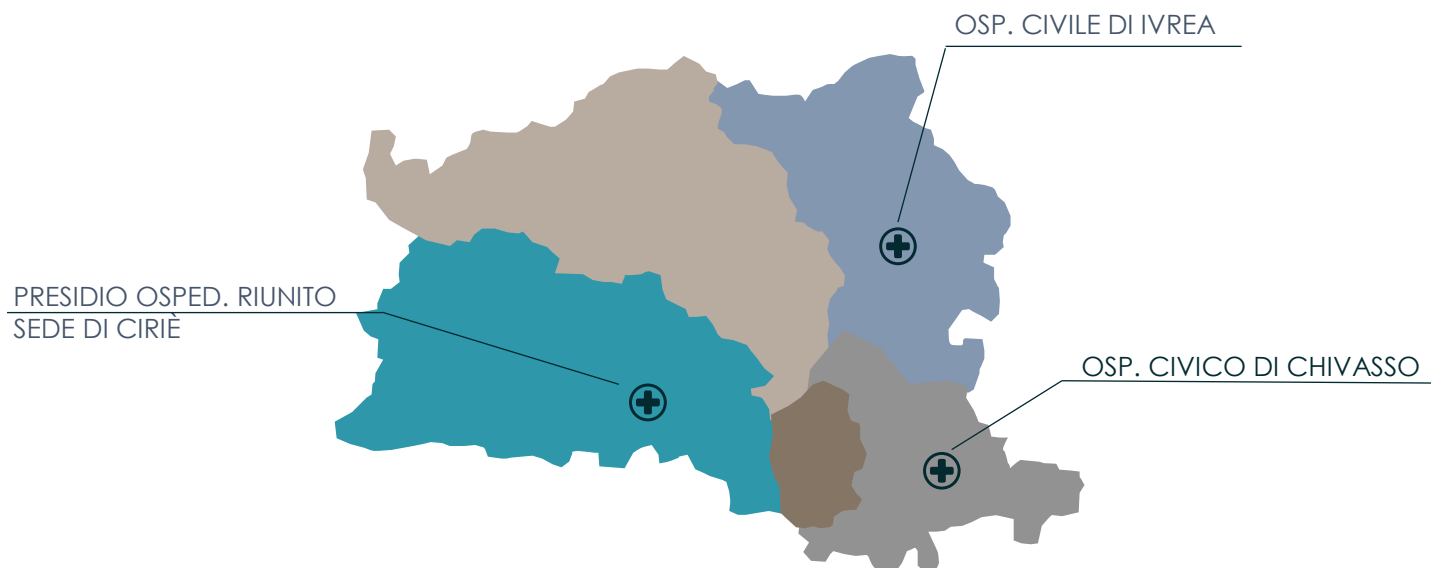 OSP. CIVILE DI IVREA
PRESIDIO OSPED. RIUNITO
SEDE DI CIRIÈ
OSP. CIVICO DI CHIVASSO